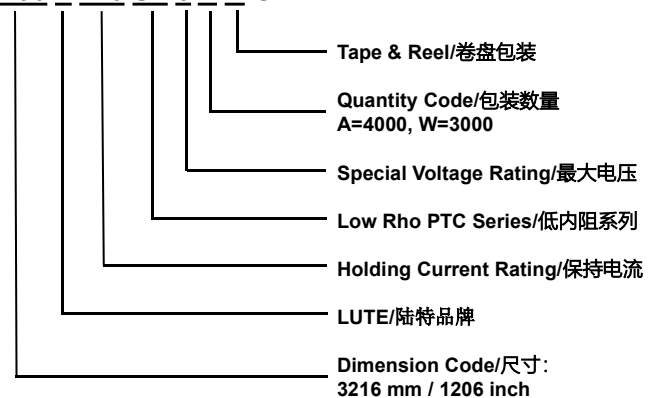 Tape & Reel/卷盘包装
Quantity Code/包装数量
A=4000, W=3000
Special Voltage Rating/最大电压
Low Rho PTC Series/低内阻系列
Holding Current Rating/保持电流
LUTE/陆特品牌
Dimension Code/尺寸:
3216 mm / 1206 inch